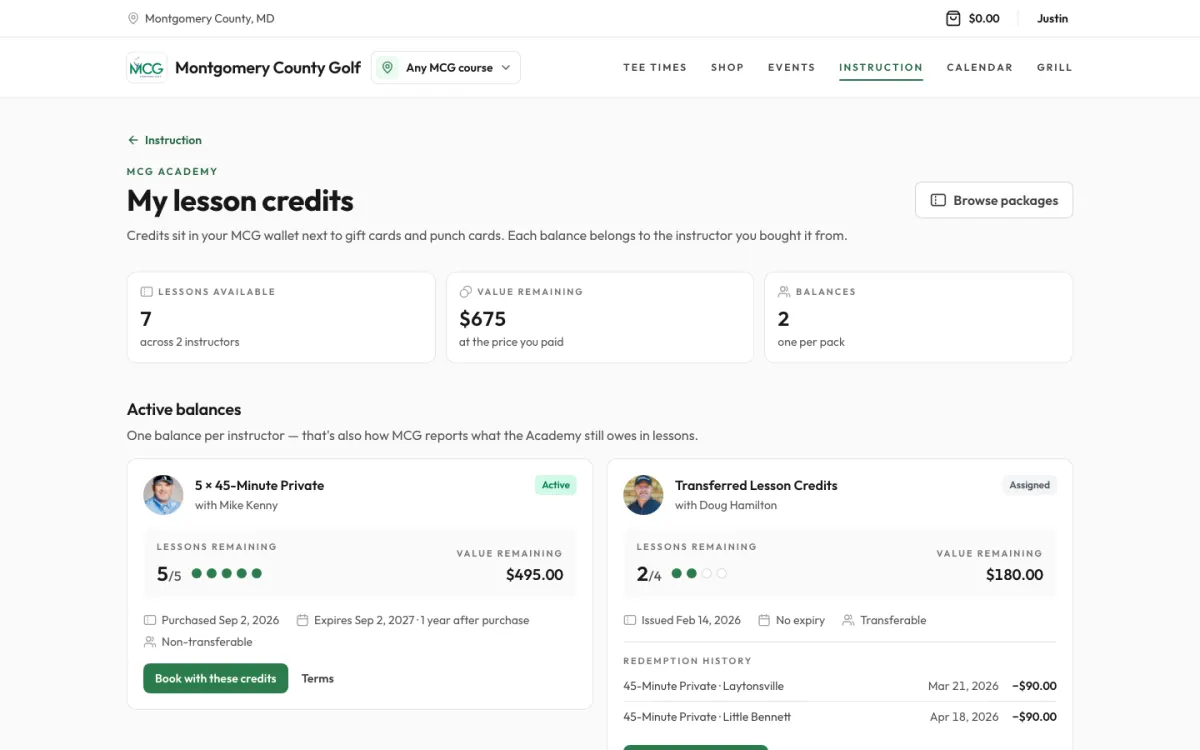 Montgomery County, MD
$0.00
Justin
MCG
Montgomery County Golf
Any MCG course
TEE TIMES
SHOP
EVENTS
INSTRUCTION
CALENDAR
GRILL
Instruction
MCG ACADEMY
My lesson credits
Browse packages
Credits sit in your MCG wallet next to gift cards and punch cards. Each balance belongs to the instructor you bought it from.
LESSONS AVAILABLE
7
across 2 instructors
VALUE REMAINING
$675
at the price you paid
BALANCES
2
one per pack
Active balances
One balance per instructor — that's also how MCG reports what the Academy still owes in lessons.
5 × 45-Minute Private
with Mike Kenny
Active
LESSONS REMAINING
5/5
VALUE REMAINING
$495.00
Purchased Sep 2, 2026
Expires Sep 2, 2027 · 1 year after purchase
Non-transferable
Book with these credits
Terms
Transferred Lesson Credits
with Doug Hamilton
Assigned
LESSONS REMAINING
2/4
VALUE REMAINING
$180.00
Issued Feb 14, 2026
No expiry
Transferable
REDEMPTION HISTORY
45-Minute Private · Laytonsville
Mar 21, 2026
−$90.00
45-Minute Private · Little Bennett
Apr 18, 2026
−$90.00